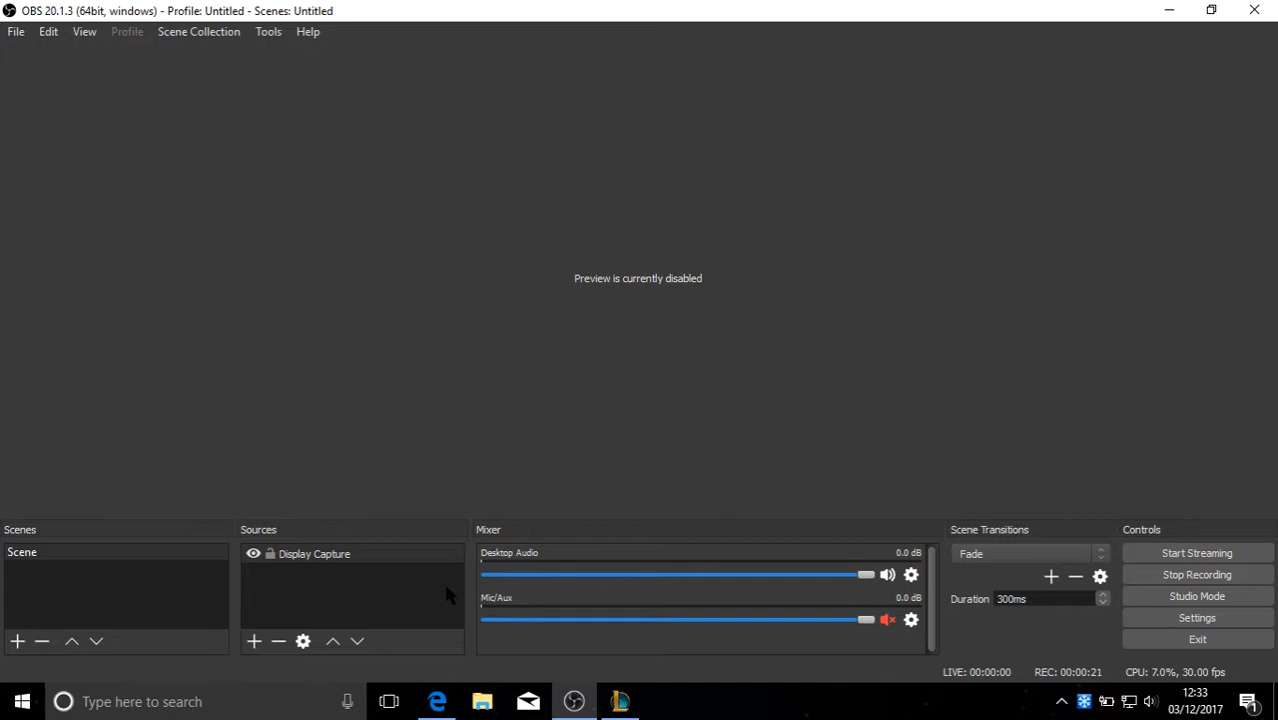 OBS 20.1.3 (64bit, windows) - Profile: Untitled - Scenes: Untitled
File Edit View Profile Scene Collection Tools Help
Preview is currently disabled
Scenes Sources Mixer Scene Transitions Controls
Scene
Display Capture
Desktop Audio 0.0 dB
Mic/Aux 0.0 dB
Fade
Duration 300ms
Start Streaming
Stop Recording
Studio Mode
Settings
Exit
LIVE: 00:00:00 REC: 00:00:21 CPU: 7.0%, 30.00 fps
Type here to search
12:33
03/12/2017
1